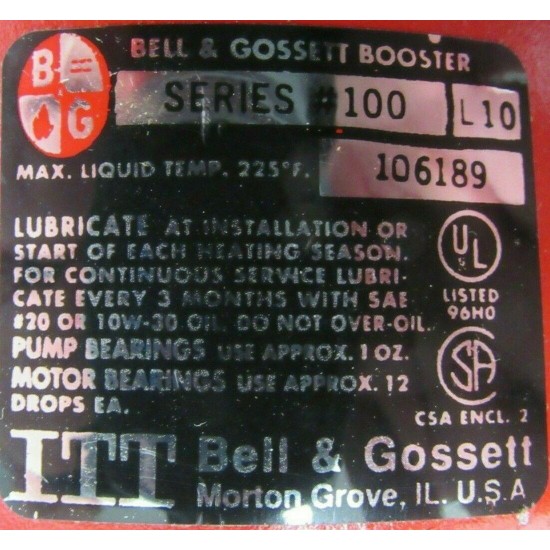 B
G
BELL & GOSSETT BOOSTER
SERIES #100 L10
MAX. LIQUID TEMP. 225°F. 106189
LUBRICATE AT INSTALLATION OR
START OF EACH HEATING SEASON.
FOR CONTINUOUS SERVICE LUBRI-
CATE EVERY 3 MONTHS WITH SAE
#20 OR 10W-30 OIL. DO NOT OVER-OIL.
PUMP BEARINGS USE APPROX. 1 OZ.
MOTOR BEARINGS USE APPROX. 12
DROPS EA.
UL
LISTED
96H0
CSA
CSA ENCL. 2
ITT Bell & Gossett
Morton Grove, IL. U.S.A